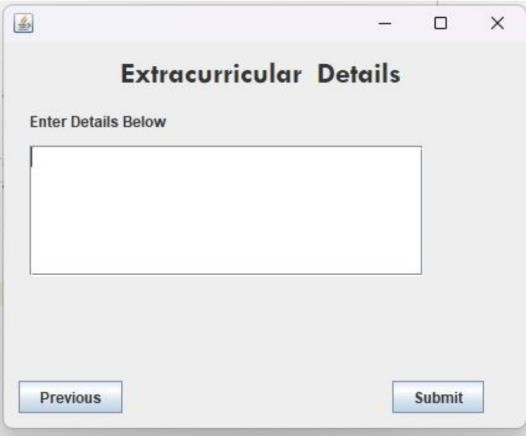 Extracurricular Details
Enter Details Below
Previous
Submit